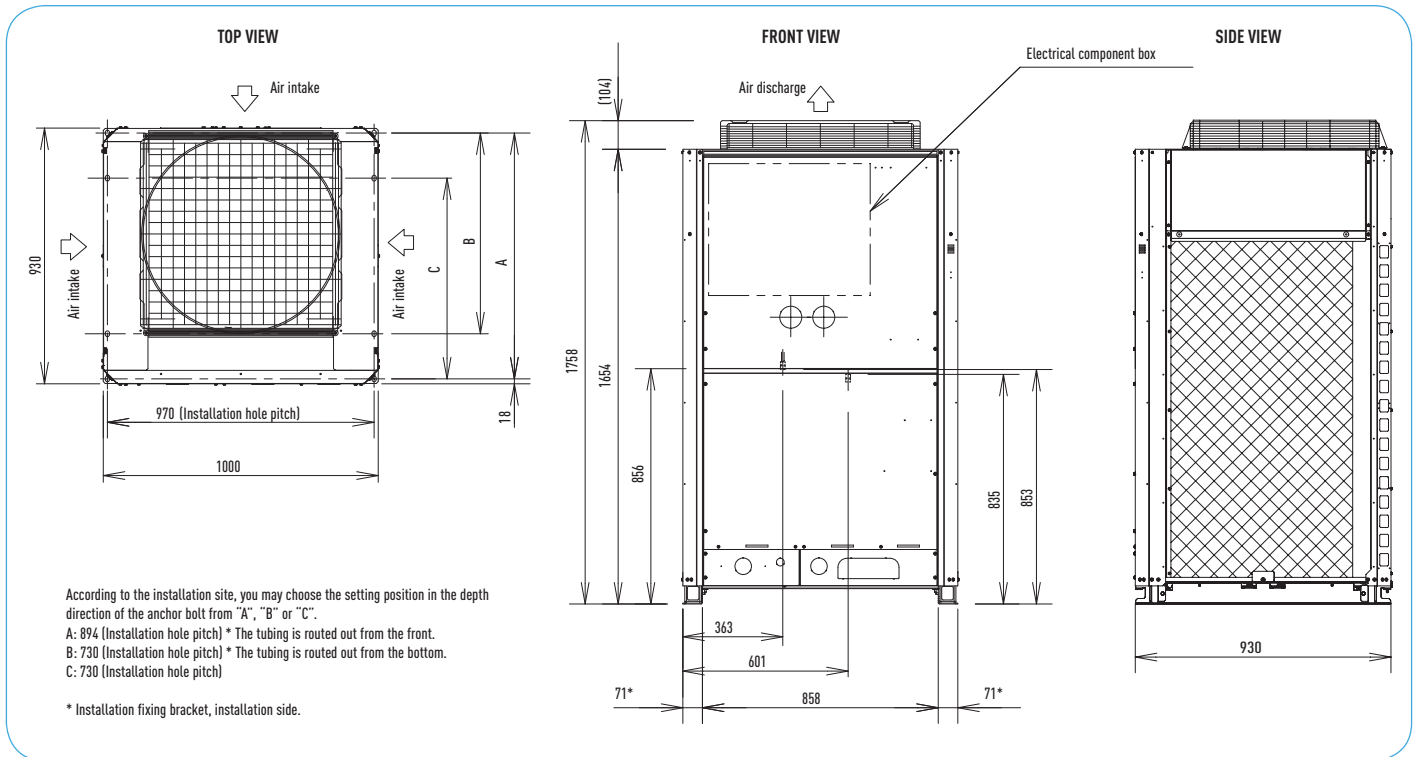 TOP VIEW
FRONT VIEW
SIDE VIEW
Electrical component box
Air intake
Air discharge
(104)
930
Air intake
Air intake
C
B
A
1758
1654
970 (Installation hole pitch)
18
1000
856
835
853
According to the installation site, you may choose the setting position in the depth
direction of the anchor bolt from "A", "B" or "C".
A: 894 (Installation hole pitch) * The tubing is routed out from the front.
B: 730 (Installation hole pitch) * The tubing is routed out from the bottom.
C: 730 (Installation hole pitch)
* Installation fixing bracket, installation side.
363
601
71*
858
71*
930